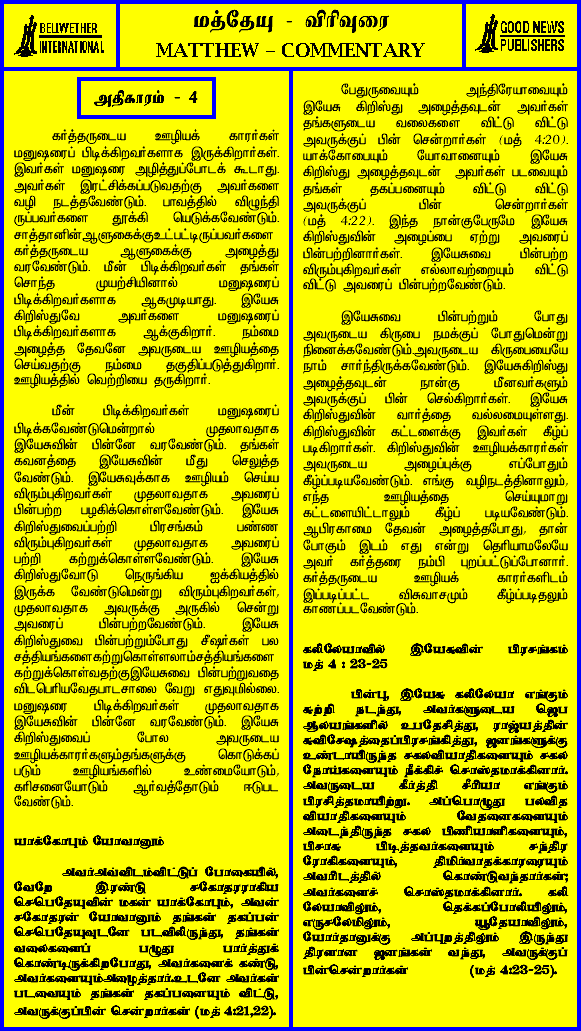 BELLWETHER
INTERNATIONAL
மத்தேயு - விரிவுரை
MATTHEW – COMMENTARY
GOOD NEWS
PUBLISHERS
அதிகாரம் - 4
கர்த்தருடைய ஊழியக் காரர்கள்
மனுஷரைப் பிடிக்கிறவர்களாக இருக்கிறார்கள்.
இவர்கள் மனுஷரை அழித்துப்போடக் கூடாது.
அவர்கள் இரட்சிக்கப்படுவதற்கு அவர்களை
வழி நடத்தவேண்டும். பாவத்தில் விழுந்தி
ருப்பவர்களை தூக்கி யெடுக்கவேண்டும்.
சாத்தானின்ஆளுகைக்குஉட்பட்டிருப்பவர்களை
கர்த்தருடைய ஆளுகைக்கு அழைத்து
வரவேண்டும். மீன் பிடிக்கிறவர்கள் தங்கள்
சொந்த முயற்சியினால் மனுஷரைப்
பிடிக்கிறவர்களாக ஆகமுடியாது. இயேசு
கிறிஸ்துவே அவர்களை மனுஷரைப்
பிடிக்கிறவர்களாக ஆக்குகிறார். நம்மை
அழைத்த தேவனே அவருடைய ஊழியத்தை
செய்வதற்கு நம்மை தகுதிப்படுத்துகிறார்.
ஊழியத்தில் வெற்றியை தருகிறார்.
மீன் பிடிக்கிறவர்கள் மனுஷரைப்
பிடிக்கவேண்டுமென்றால் முதலாவதாக
இயேசுவின் பின்னே வரவேண்டும். தங்கள்
கவனத்தை இயேசுவின் மீது செலுத்த
வேண்டும். இயேசுவுக்காக ஊழியம் செய்ய
விரும்புகிறவர்கள் முதலாவதாக அவரைப்
பின்பற்ற பழகிக்கொள்ளவேண்டும். இயேசு
கிறிஸ்துவைப்பற்றி பிரசங்கம் பண்ண
விரும்புகிறவர்கள் முதலாவதாக அவரைப்
பற்றி கற்றுக்கொள்ளவேண்டும். இயேசு
கிறிஸ்துவோடு நெருங்கிய ஐக்கியத்தில்
இருக்க வேண்டுமென்று விரும்புகிறவர்கள்,
முதலாவதாக அவருக்கு அருகில் சென்று
அவரைப் பின்பற்றவேண்டும். இயேசு
கிறிஸ்துவை பின்பற்றும்போது சீஷர்கள் பல
சத்தியங்களைகற்றுகொள்ளலாம்சத்தியங்களை
கற்றுக்கொள்வதற்குஇயேசுவை பின்பற்றுவதை
விடபெரியவேதபாடசாலை வேறு எதுவுமில்லை.
மனுஷரை பிடிக்கிறவர்கள் முதலாவதாக
இயேசுவின் பின்னே வரவேண்டும். இயேசு
கிறிஸ்துவைப் போல அவருடைய
ஊழியக்காரர்களும்தங்களுக்கு கொடுக்கப்
படும் ஊழியங்களில் உண்மையோடும்,
கரிசனையோடும் ஆர்வத்தோடும் ஈடுபட
வேண்டும்.
யாக்கோபும் யோவானும்
அவர்அவ்விடம்விட்டுப் போகையில்,
வேறே இரண்டு சகோதரராகிய
செபெதேயுவின் மகன் யாக்கோபும், அவன்
சகோதரன் யோவானும் தங்கள் தகப்பன்
செபெதேயுவுடனே படவிலிருந்து, தங்கள்
வலைகளைப் பழுது பார்த்துக்
கொண்டிருக்கிறபோது, அவர்களைக் கண்டு,
அவர்களையும்அழைத்தார்.உடனே அவர்கள்
படவையும் தங்கள் தகப்பனையும் விட்டு,
அவருக்குப்பின் சென்றார்கள் (மத் 4:21,22).
பேதுருவையும் அந்திரேயாவையும்
இயேசு கிறிஸ்து அழைத்தவுடன் அவர்கள்
தங்களுடைய வலைகளை விட்டு விட்டு
அவருக்குப் பின் சென்றார்கள் (மத் 4:20).
யாக்கோபையும் யோவானையும் இயேசு
கிறிஸ்து அழைத்தவுடன் அவர்கள் படவையும்
தங்கள் தகப்பனையும் விட்டு விட்டு
அவருக்குப் பின் சென்றார்கள்
(மத் 4:22). இந்த நான்குபேருமே இயேசு
கிறிஸ்துவின் அழைப்பை ஏற்று அவரைப்
பின்பற்றினார்கள். இயேசுவை பின்பற்ற
விரும்புகிறவர்கள் எல்லாவற்றையும் விட்டு
விட்டு அவரைப் பின்பற்றவேண்டும்.
இயேசுவை பின்பற்றும் போது
அவருடைய கிருபை நமக்குப் போதுமென்று
நினைக்கவேண்டும்.அவருடைய கிருபையையே
நாம் சார்ந்திருக்கவேண்டும். இயேசுகிறிஸ்து
அழைத்தவுடன் நான்கு மீனவர்களும்
அவருக்குப் பின் செல்கிறார்கள். இயேசு
கிறிஸ்துவின் வார்த்தை வல்லமையுள்ளது.
கிறிஸ்துவின் கட்டளைக்கு இவர்கள் கீழ்ப்
படிகிறார்கள். கிறிஸ்துவின் ஊழியக்காரர்கள்
அவருடைய அழைப்புக்கு எப்போதும்
கீழ்ப்படியவேண்டும். எங்கு வழிநடத்தினாலும்,
எந்த ஊழியத்தை செய்யுமாறு
கட்டளையிட்டாலும் கீழ்ப் படியவேண்டும்.
ஆபிரகாமை தேவன் அழைத்தபோது, தான்
போகும் இடம் எது என்று தெரியாமலேயே
அவர் கர்த்தரை நம்பி புறப்பட்டுப்போனார்.
கர்த்தருடைய ஊழியக் காரர்களிடம்
இப்படிப்பட்ட விசுவாசமும் கீழ்ப்படிதலும்
காணப்படவேண்டும்.
கலிலேயாவில் இயேசுவின் பிரசங்கம்
மத் 4 : 23-25
பின்பு, இயேசு கலிலேயா எங்கும்
சுற்றி நடந்து, அவர்களுடைய ஜெப
ஆலயங்களில் உபதேசித்து, ராஜ்யத்தின்
சுவிசேஷத்தைப்பிரசங்கித்து, ஜனங்களுக்கு
உண்டாயிருந்த சகலவியாதிகளையும் சகல
நோய்களையும் நீக்கிச் சொஸ்தமாக்கினார்.
அவருடைய கீர்த்தி சீரியா எங்கும்
பிரசித்தமாயிற்று. அப்பொழுது பலவித
வியாதிகளையும் வேதனைகளையும்
அடைந்திருந்த சகல பிணியாளிகளையும்,
பிசாசு பிடித்தவர்களையும் சந்திர
ரோகிகளையும், திமிர்வாதக்காரரையும்
அவரிடத்தில் கொண்டுவந்தார்கள்;
அவர்களைச் சொஸ்தமாக்கினார். கலி
லேயாவிலும், தெக்கப்போலியிலும்,
எருசலேமிலும், யூதேயாவிலும்,
யோர்தானுக்கு அப்புறத்திலும் இருந்து
திரளான ஜனங்கள் வந்து, அவருக்குப்
பின்சென்றார்கள் (மத் 4:23-25).